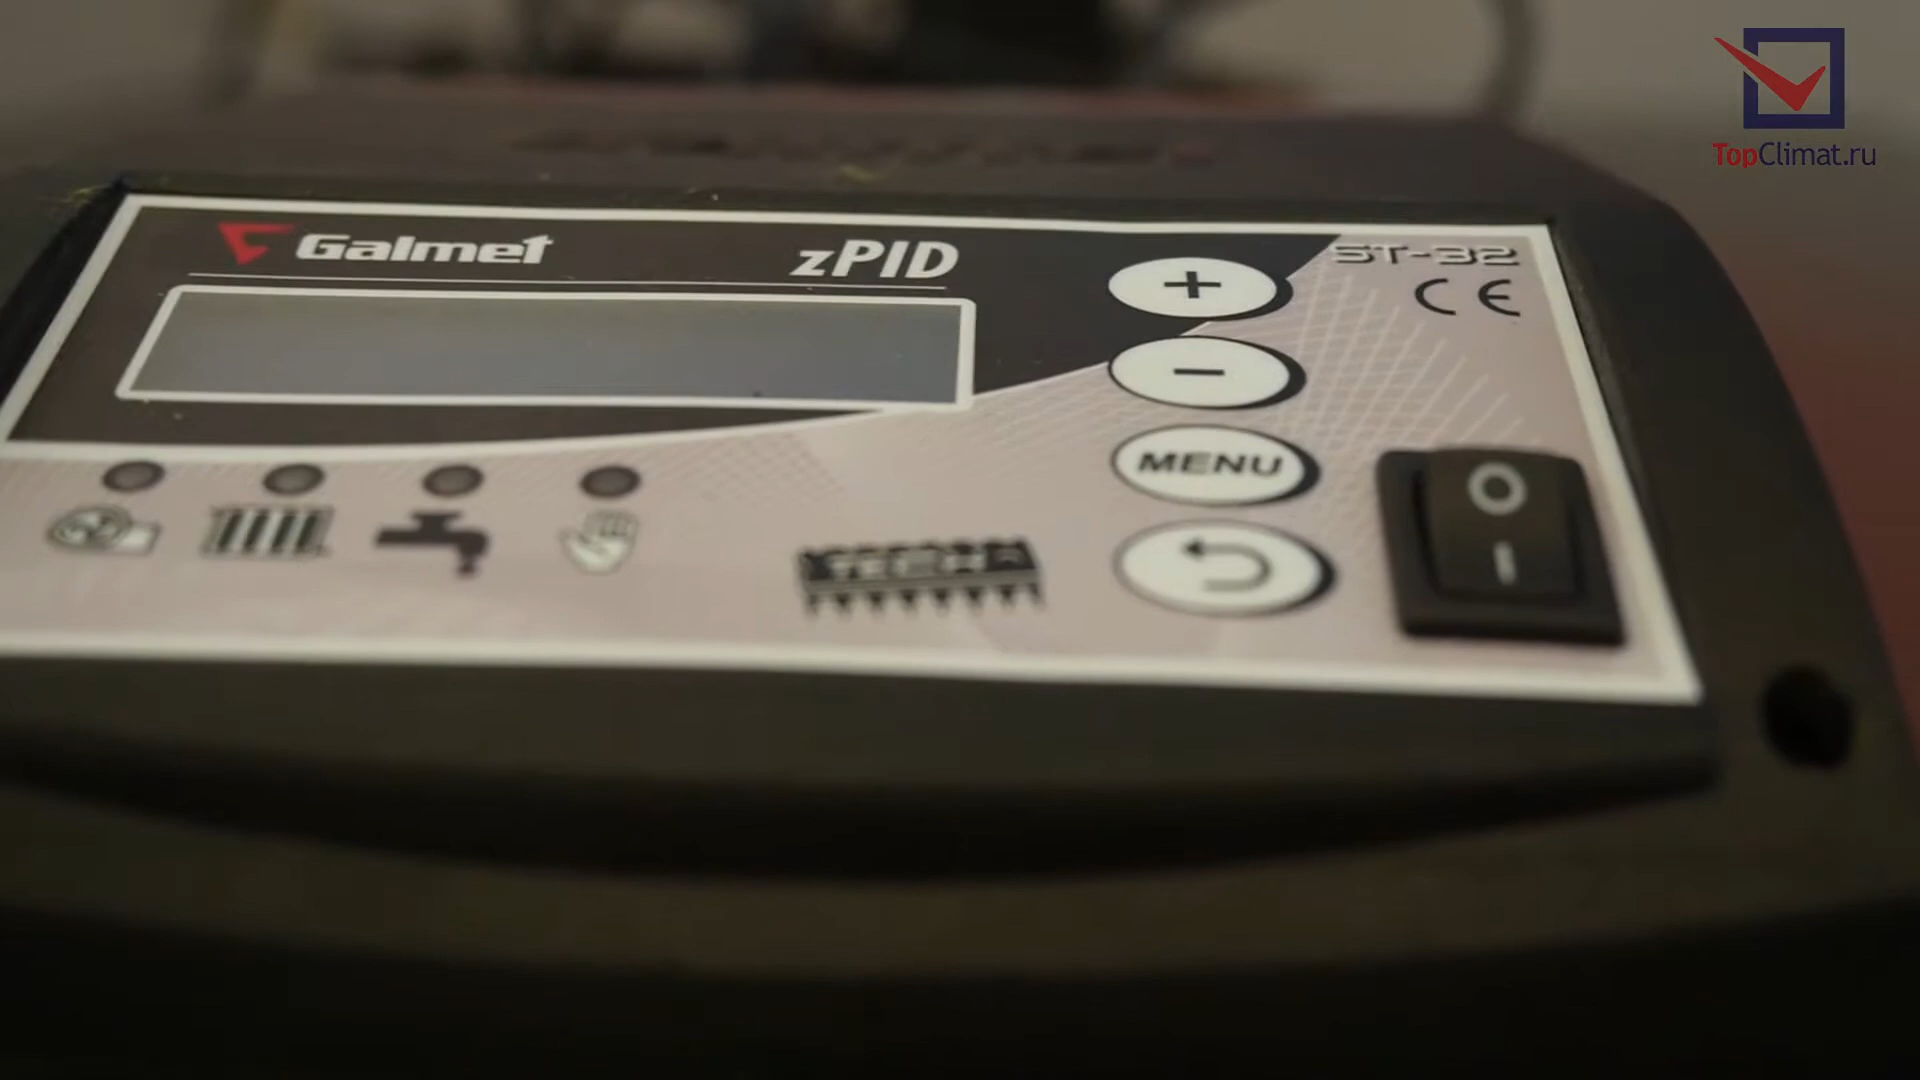 TopClimat.ru
Galmet
zPID
ST-32
CE
+
-
MENU
TECH